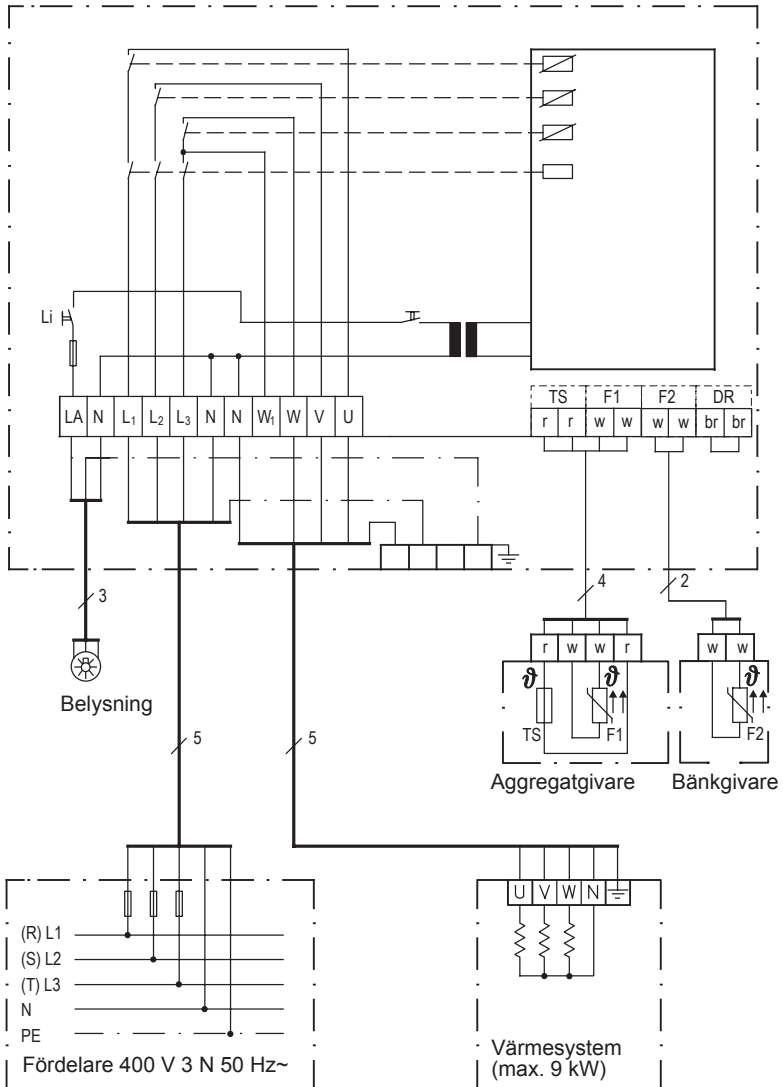 Li
LA N L1 L2 L3 N N W1 W V U
TS F1 F2 DR
r r w w w w br br
3
4
2
Belysning
r w w r
w w
ϑ ϑ ϑ
TS F1 F2
Aggregatgivare Bänkgivare
5 5
U V W N
(R) L1
(S) L2
(T) L3
N
PE
Fördelare 400 V 3 N 50 Hz~
Värmesystem
(max. 9 kW)